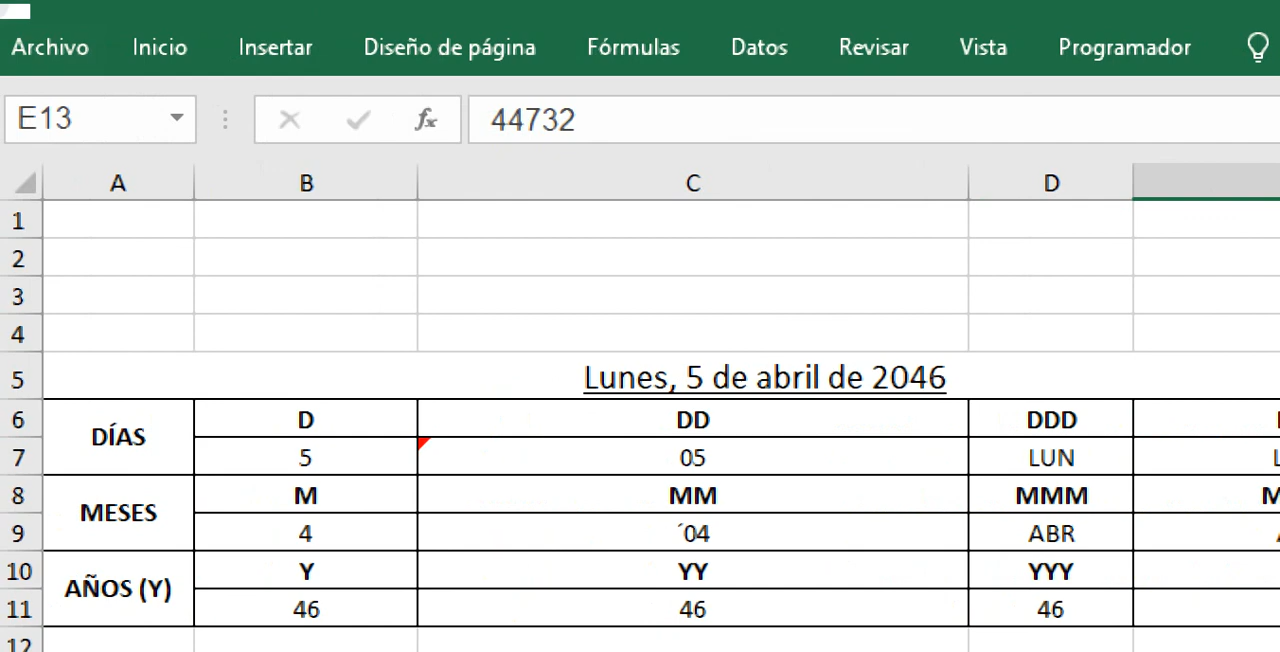 Archivo Inicio Insertar Diseño de página Fórmulas Datos Revisar Vista Programador
E13 fx 44732
A B C D
1
2
3
4
5 Lunes, 5 de abril de 2046
6 DÍAS D DD DDD
7 5 05 LUN
8 MESES M MM MMM
9 4 ´04 ABR
10 AÑOS (Y) Y YY YYY
11 46 46 46
12